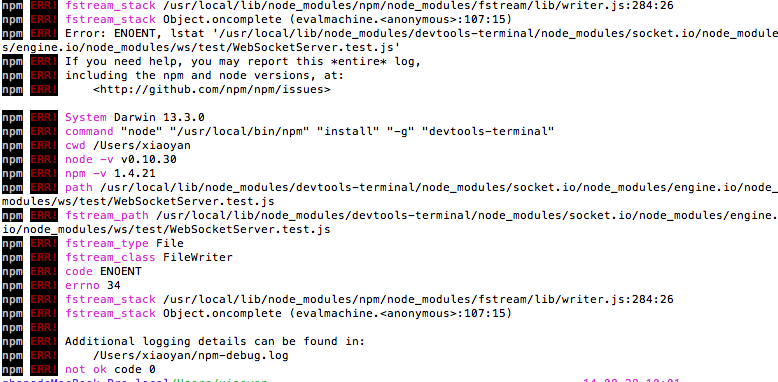 npm ERR! fstream_stack /usr/local/lib/node_modules/npm/node_modules/fstream/lib/writer.js:284:26
npm ERR! fstream_stack Object.oncomplete (evalmachine.<anonymous>:107:15)
npm ERR! Error: ENOENT, lstat '/usr/local/lib/node_modules/devtools-terminal/node_modules/socket.io/node_module
s/engine.io/node_modules/ws/test/WebSocketServer.test.js'
npm ERR! If you need help, you may report this *entire* log,
npm ERR! including the npm and node versions, at:
npm ERR!     <http://github.com/npm/npm/issues>
npm ERR! System Darwin 13.3.0
npm ERR! command "node" "/usr/local/bin/npm" "install" "-g" "devtools-terminal"
npm ERR! cwd /Users/xiaoyan
npm ERR! node -v v0.10.30
npm ERR! npm -v 1.4.21
npm ERR! path /usr/local/lib/node_modules/devtools-terminal/node_modules/socket.io/node_modules/engine.io/node_
modules/ws/test/WebSocketServer.test.js
npm ERR! fstream_path /usr/local/lib/node_modules/devtools-terminal/node_modules/socket.io/node_modules/engine.
io/node_modules/ws/test/WebSocketServer.test.js
npm ERR! fstream_type File
npm ERR! fstream_class FileWriter
npm ERR! code ENOENT
npm ERR! errno 34
npm ERR! fstream_stack /usr/local/lib/node_modules/npm/node_modules/fstream/lib/writer.js:284:26
npm ERR! fstream_stack Object.oncomplete (evalmachine.<anonymous>:107:15)
npm ERR!
npm ERR! Additional logging details can be found in:
npm ERR!     /Users/xiaoyan/npm-debug.log
npm ERR! not ok code 0